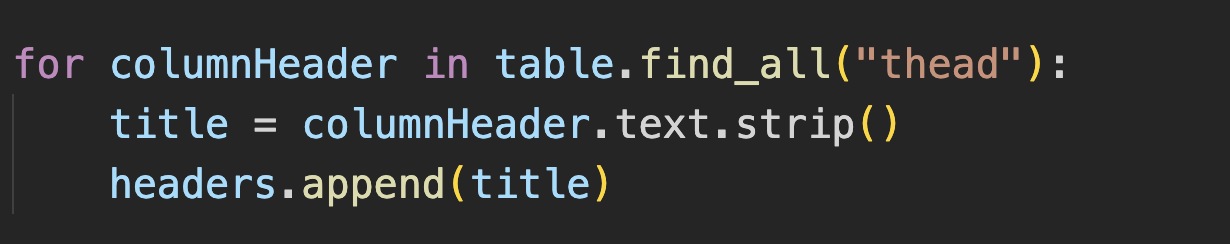 for columnHeader in table.find_all("thead"):
    title = columnHeader.text.strip()
    headers.append(title)